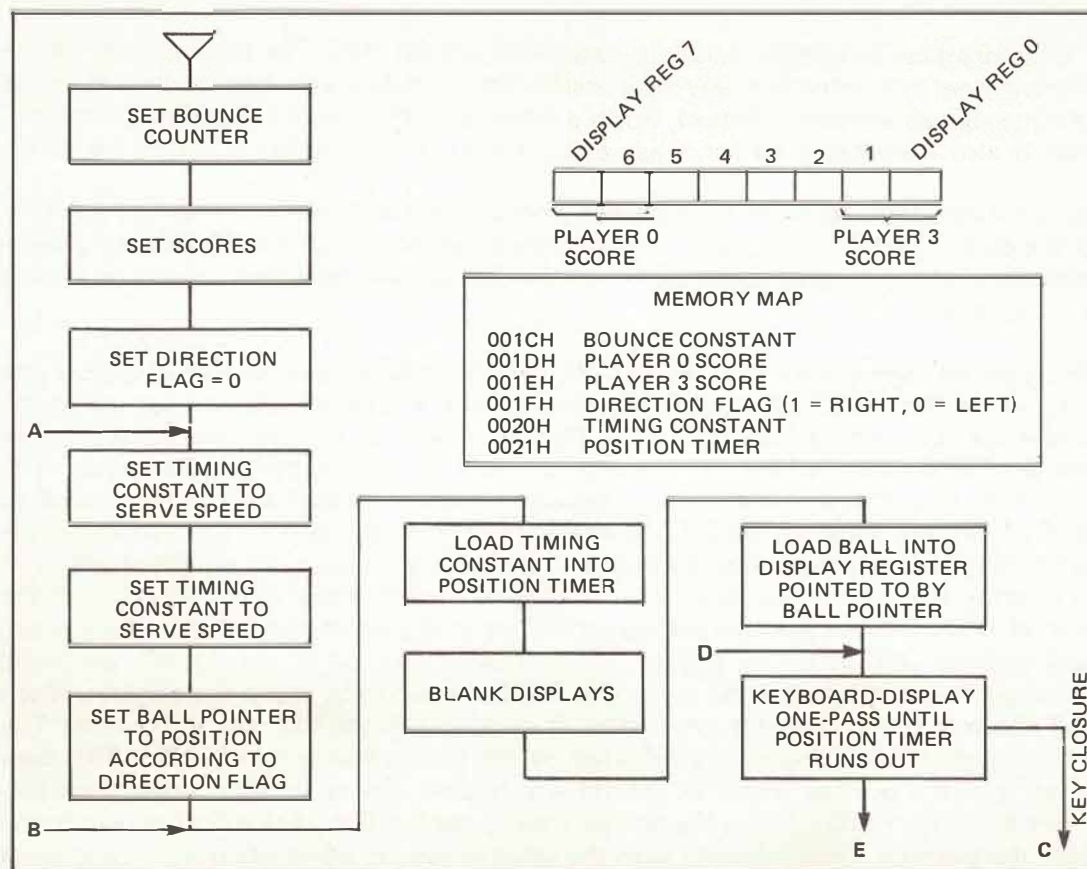 SET BOUNCE
COUNTER
SET SCORES
SET DIRECTION
FLAG = 0
A
SET TIMING
CONSTANT TO
SERVE SPEED
SET TIMING
CONSTANT TO
SERVE SPEED
SET BALL POINTER
TO POSITION
ACCORDING TO
DIRECTION FLAG
B
DISPLAY REG 7
6 5 4 3 2 1
DISPLAY REG 0
PLAYER 0
SCORE
PLAYER 3
SCORE
MEMORY MAP
001CH BOUNCE CONSTANT
001DH PLAYER 0 SCORE
001EH PLAYER 3 SCORE
001FH DIRECTION FLAG (1 = RIGHT, 0 = LEFT)
0020H TIMING CONSTANT
0021H POSITION TIMER
LOAD TIMING
CONSTANT INTO
POSITION TIMER
BLANK DISPLAYS
LOAD BALL INTO
DISPLAY REGISTER
POINTED TO BY
BALL POINTER
D
KEYBOARD-DISPLAY
ONE-PASS UNTIL
POSITION TIMER
RUNS OUT
KEY CLOSURE
E
C